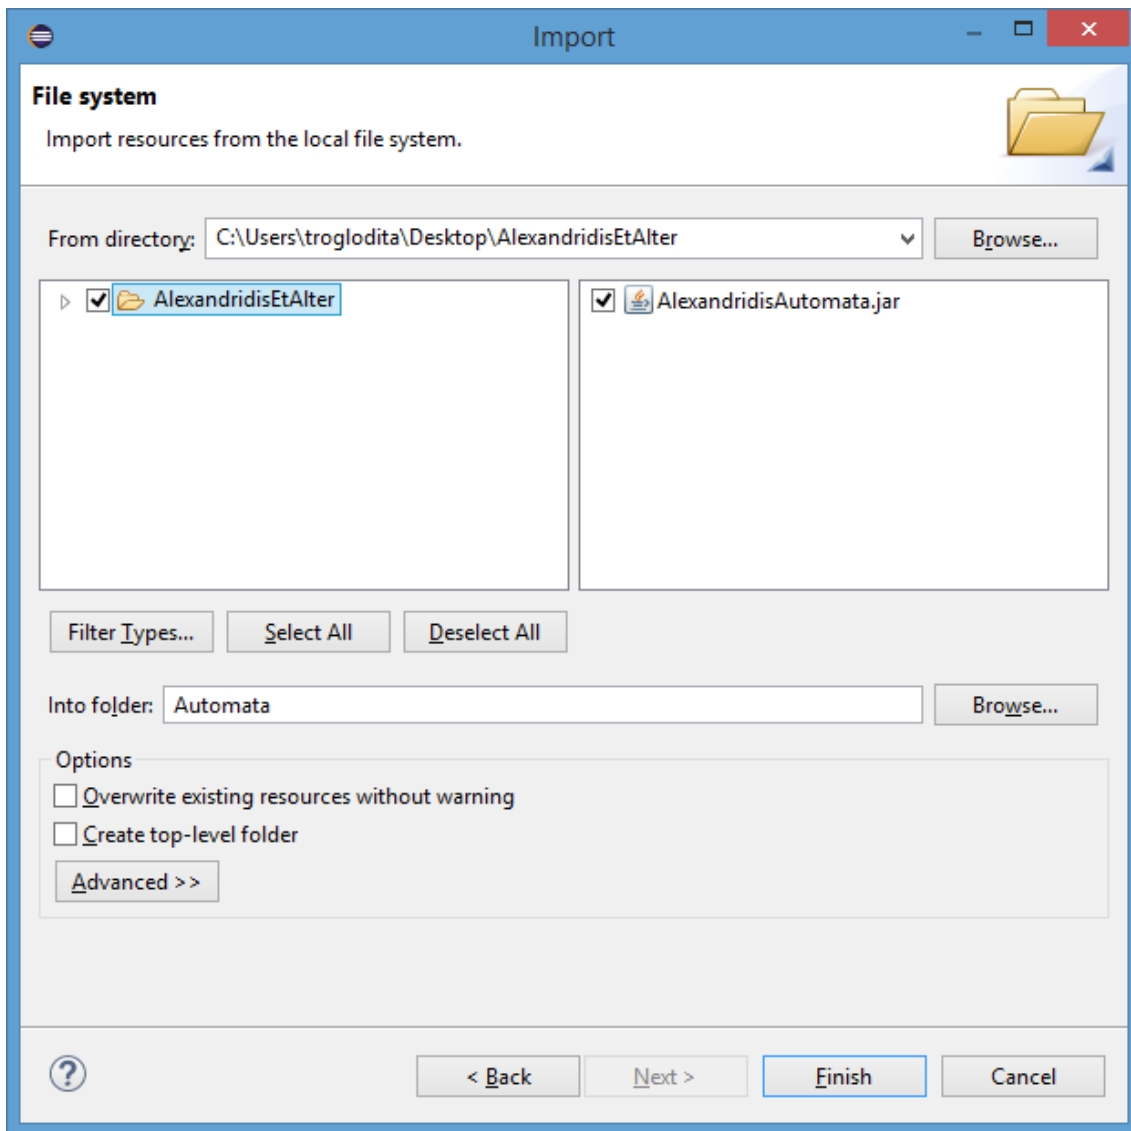 Import
File system
Import resources from the local file system.
From directory: C:\Users\troglodita\Desktop\AlexandridisEtAlter Browse...
AlexandridisEtAlter AlexandridisAutomata.jar
Filter Types... Select All Deselect All
Into folder: Automata Browse...
Options
Overwrite existing resources without warning
Create top-level folder
Advanced >>
? < Back Next > Finish Cancel